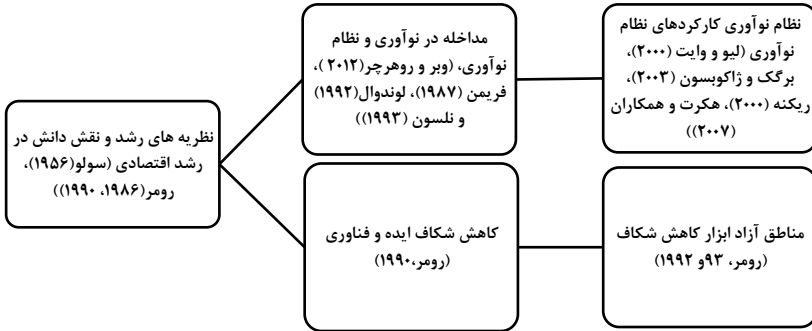 نظریه های رشد و نقش دانش در
رشد اقتصادی (سولو(۱۹۵۶)،
رومر(۱۹۸۶، ۱۹۹۰))
مداخله در نوآوری و نظام
نوآوری، (وبر و روهرچر(۲۰۱۲ )،
فریمن (۱۹۸۷)، لوندوال(۱۹۹۲)
و نلسون (۱۹۹۳))
نظام نوآوری کارکردهای نظام
نوآوری (لیو و وایت (۲۰۰۰)،
برگک و ژاکوبسون (۲۰۰۳)،
ریکنه (۲۰۰۰)، هکرت و همکاران
(۲۰۰۷))
کاهش شکاف ایده و فناوری
(رومر،۱۹۹۰)
مناطق آزاد ابزار کاهش شکاف
(رومر، ۹۳و ۱۹۹۲)